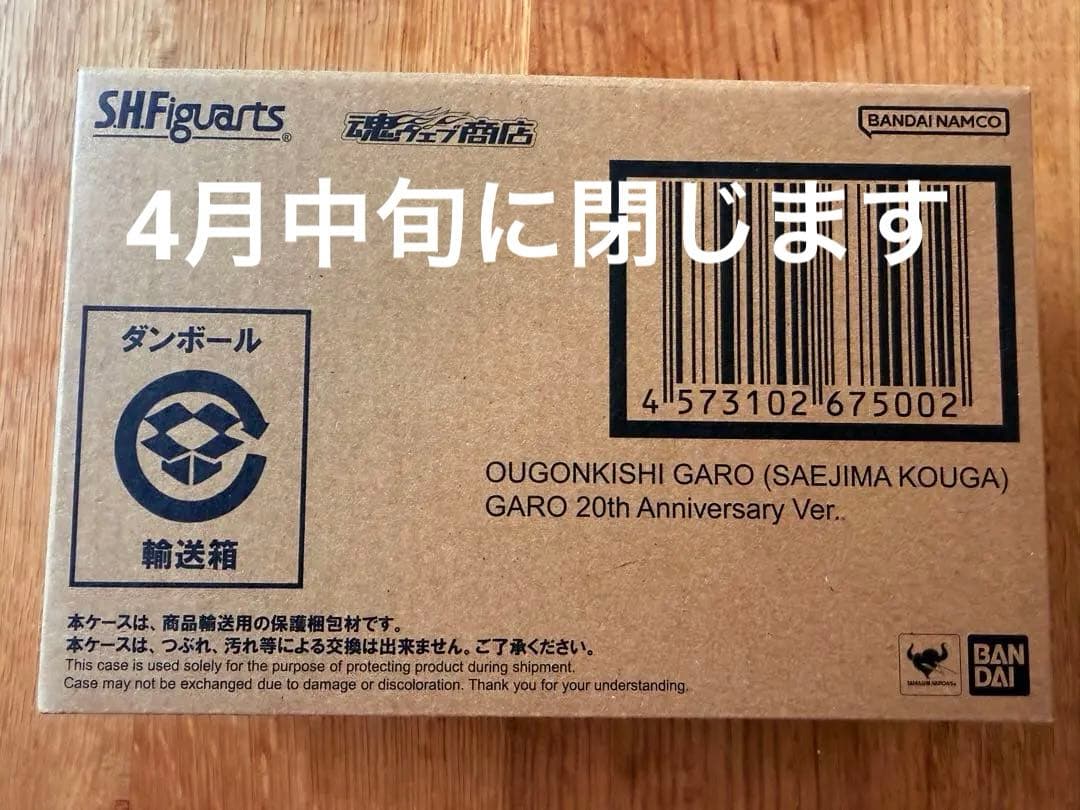 S.H.Figuarts®
魂ウェブ商店
BANDAI NAMCO
4月中旬に閉じます
4 573102 675002
ダンボール
輸送箱
OUGONKISHI GARO (SAEJIMA KOUGA)
GARO 20th Anniversary Ver.
本ケースは、商品輸送用の保護梱包材です。
本ケースは、つぶれ、汚れ等による交換は出来ません。ご了承ください。
This case is used solely for the purpose of protecting product during shipment.
Case may not be exchanged due to damage or discoloration. Thank you for your understanding.
TAMASHII NATIONS
BAN
DAI